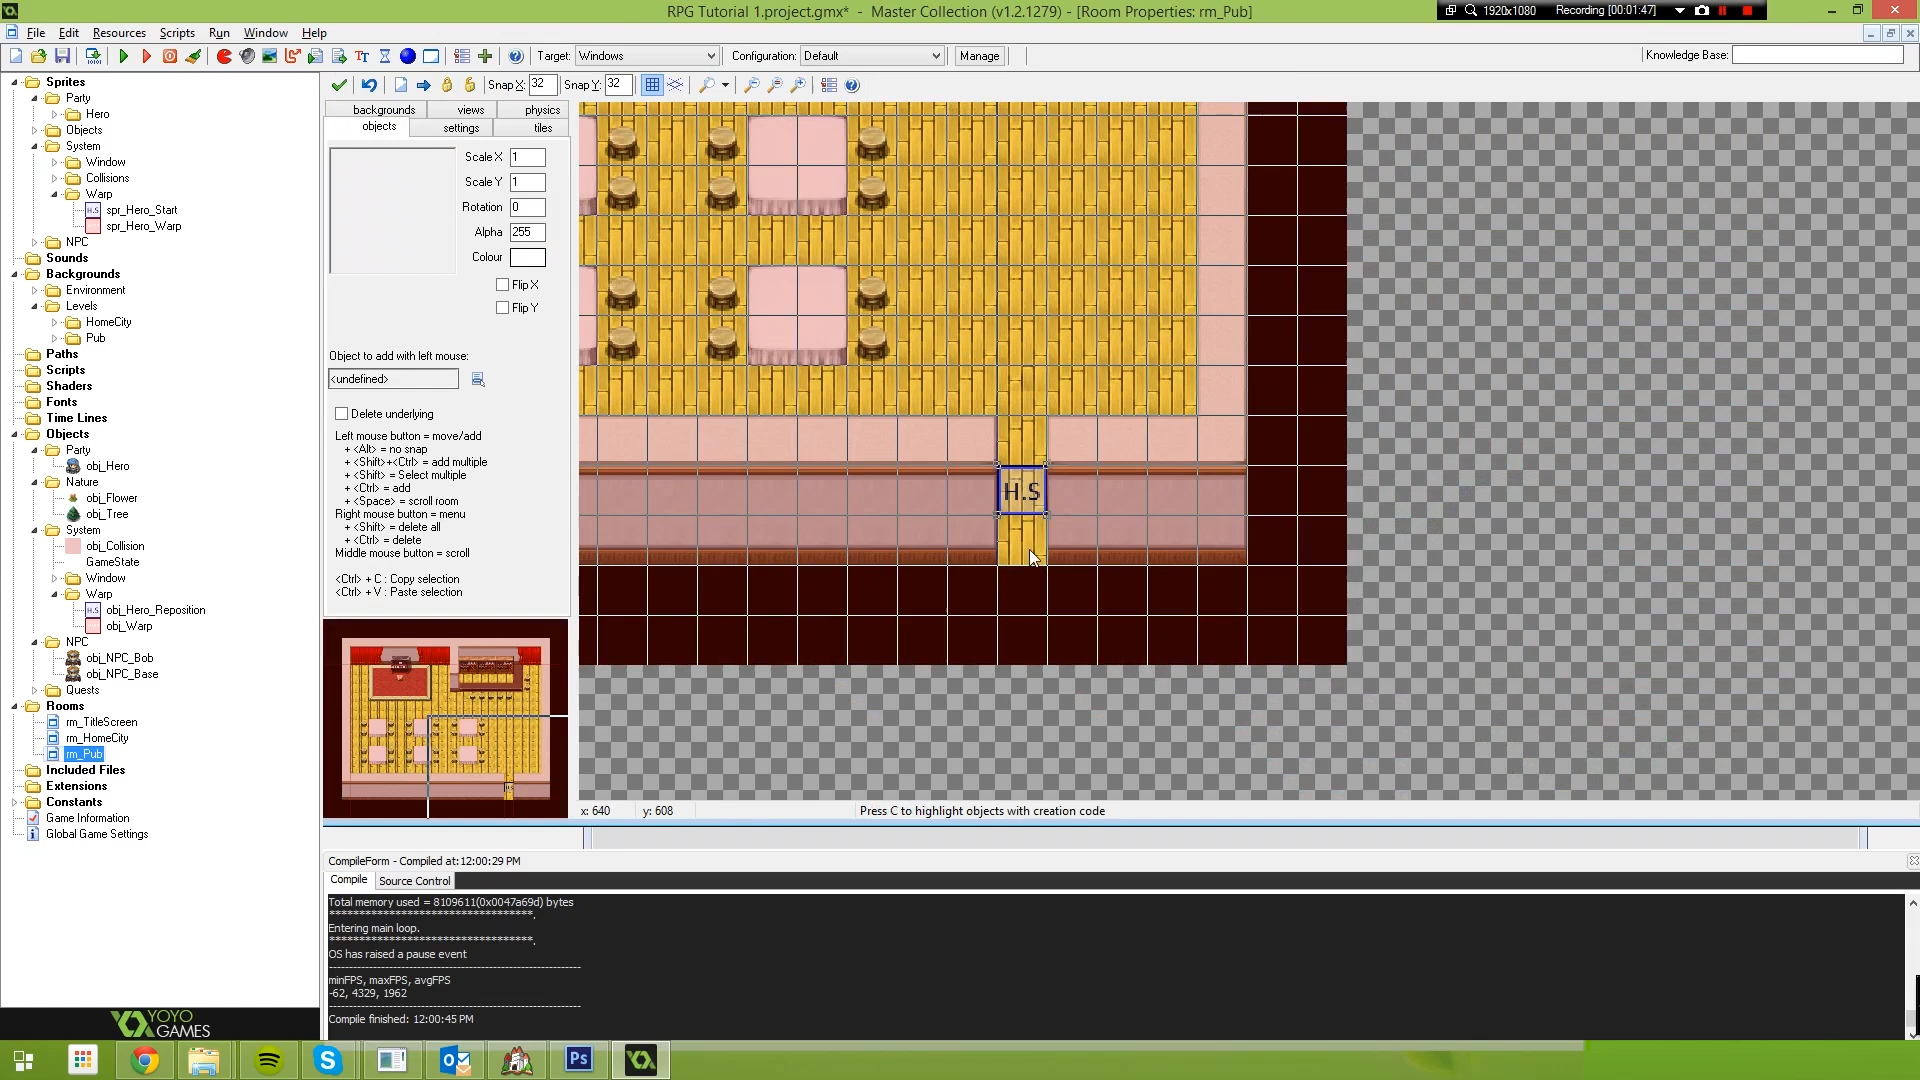 RPG Tutorial 1.project.gmx* - Master Collection (v1.2.1279) - [Room Properties: rm_Pub]
1920x1080 Recording [00:01:47]
File Edit Resources Scripts Run Window Help
Target: Windows Configuration: Default Manage Knowledge Base:
Snap X: 32 Snap Y: 32
Sprites
Party
Hero
Objects
System
Window
Collisions
Warp
H.S spr_Hero_Start
spr_Hero_Warp
NPC
Sounds
Backgrounds
Environment
Levels
HomeCity
Pub
Paths
Scripts
Shaders
Fonts
Time Lines
Objects
Party
obj_Hero
Nature
obj_Flower
obj_Tree
System
obj_Collision
GameState
Window
Warp
H.S obj_Hero_Reposition
obj_Warp
NPC
obj_NPC_Bob
obj_NPC_Base
Quests
Rooms
rm_TitleScreen
rm_HomeCity
rm_Pub
Included Files
Extensions
Constants
Game Information
Global Game Settings
YOYO
GAMES
backgrounds views physics
objects settings tiles
Scale X 1
Scale Y 1
Rotation 0
Alpha 255
Colour
Flip X
Flip Y
Object to add with left mouse:
<undefined>
Delete underlying
Left mouse button = move/add
+ <Alt> = no snap
+ <Shift>+<Ctrl> = add multiple
+ <Shift> = Select multiple
+ <Ctrl> = add
+ <Space> = scroll room
Right mouse button = menu
+ <Shift> = delete all
+ <Ctrl> = delete
Middle mouse button = scroll
<Ctrl> + C : Copy selection
<Ctrl> + V : Paste selection
H.S
x: 640 y: 608 Press C to highlight objects with creation code
CompileForm - Compiled at:12:00:29 PM
Compile Source Control
Total memory used = 8109611(0x0047a69d) bytes
***********************************.
Entering main loop.
***********************************.
OS has raised a pause event
----------------------------------------------------------------
minFPS, maxFPS, avgFPS
-62, 4329, 1962
----------------------------------------------------------------
Compile finished: 12:00:45 PM
Ps